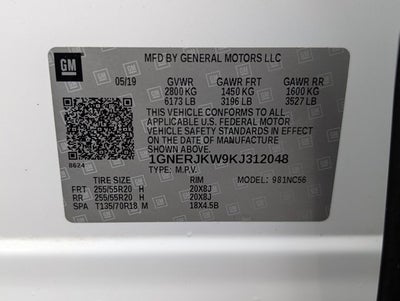 GM
MFD BY GENERAL MOTORS LLC
05/19 GVWR GAWR FRT GAWR RR
2800 KG 1450 KG 1600 KG
6173 LB 3196 LB 3527 LB
THIS VEHICLE CONFORMS TO ALL
APPLICABLE U.S. FEDERAL MOTOR
VEHICLE SAFETY STANDARDS IN EFFECT ON
THE DATE OF MANUFACTURE SHOWN ABOVE.
8624 1GNERJKW9KJ312048
TYPE: M.P.V. MODEL: 981NC56
TIRE SIZE RIM
FRT 255/55R20 H 20X8J
RR 255/55R20 H 20X8J
SPA T135/70R18 M 18X4.5B